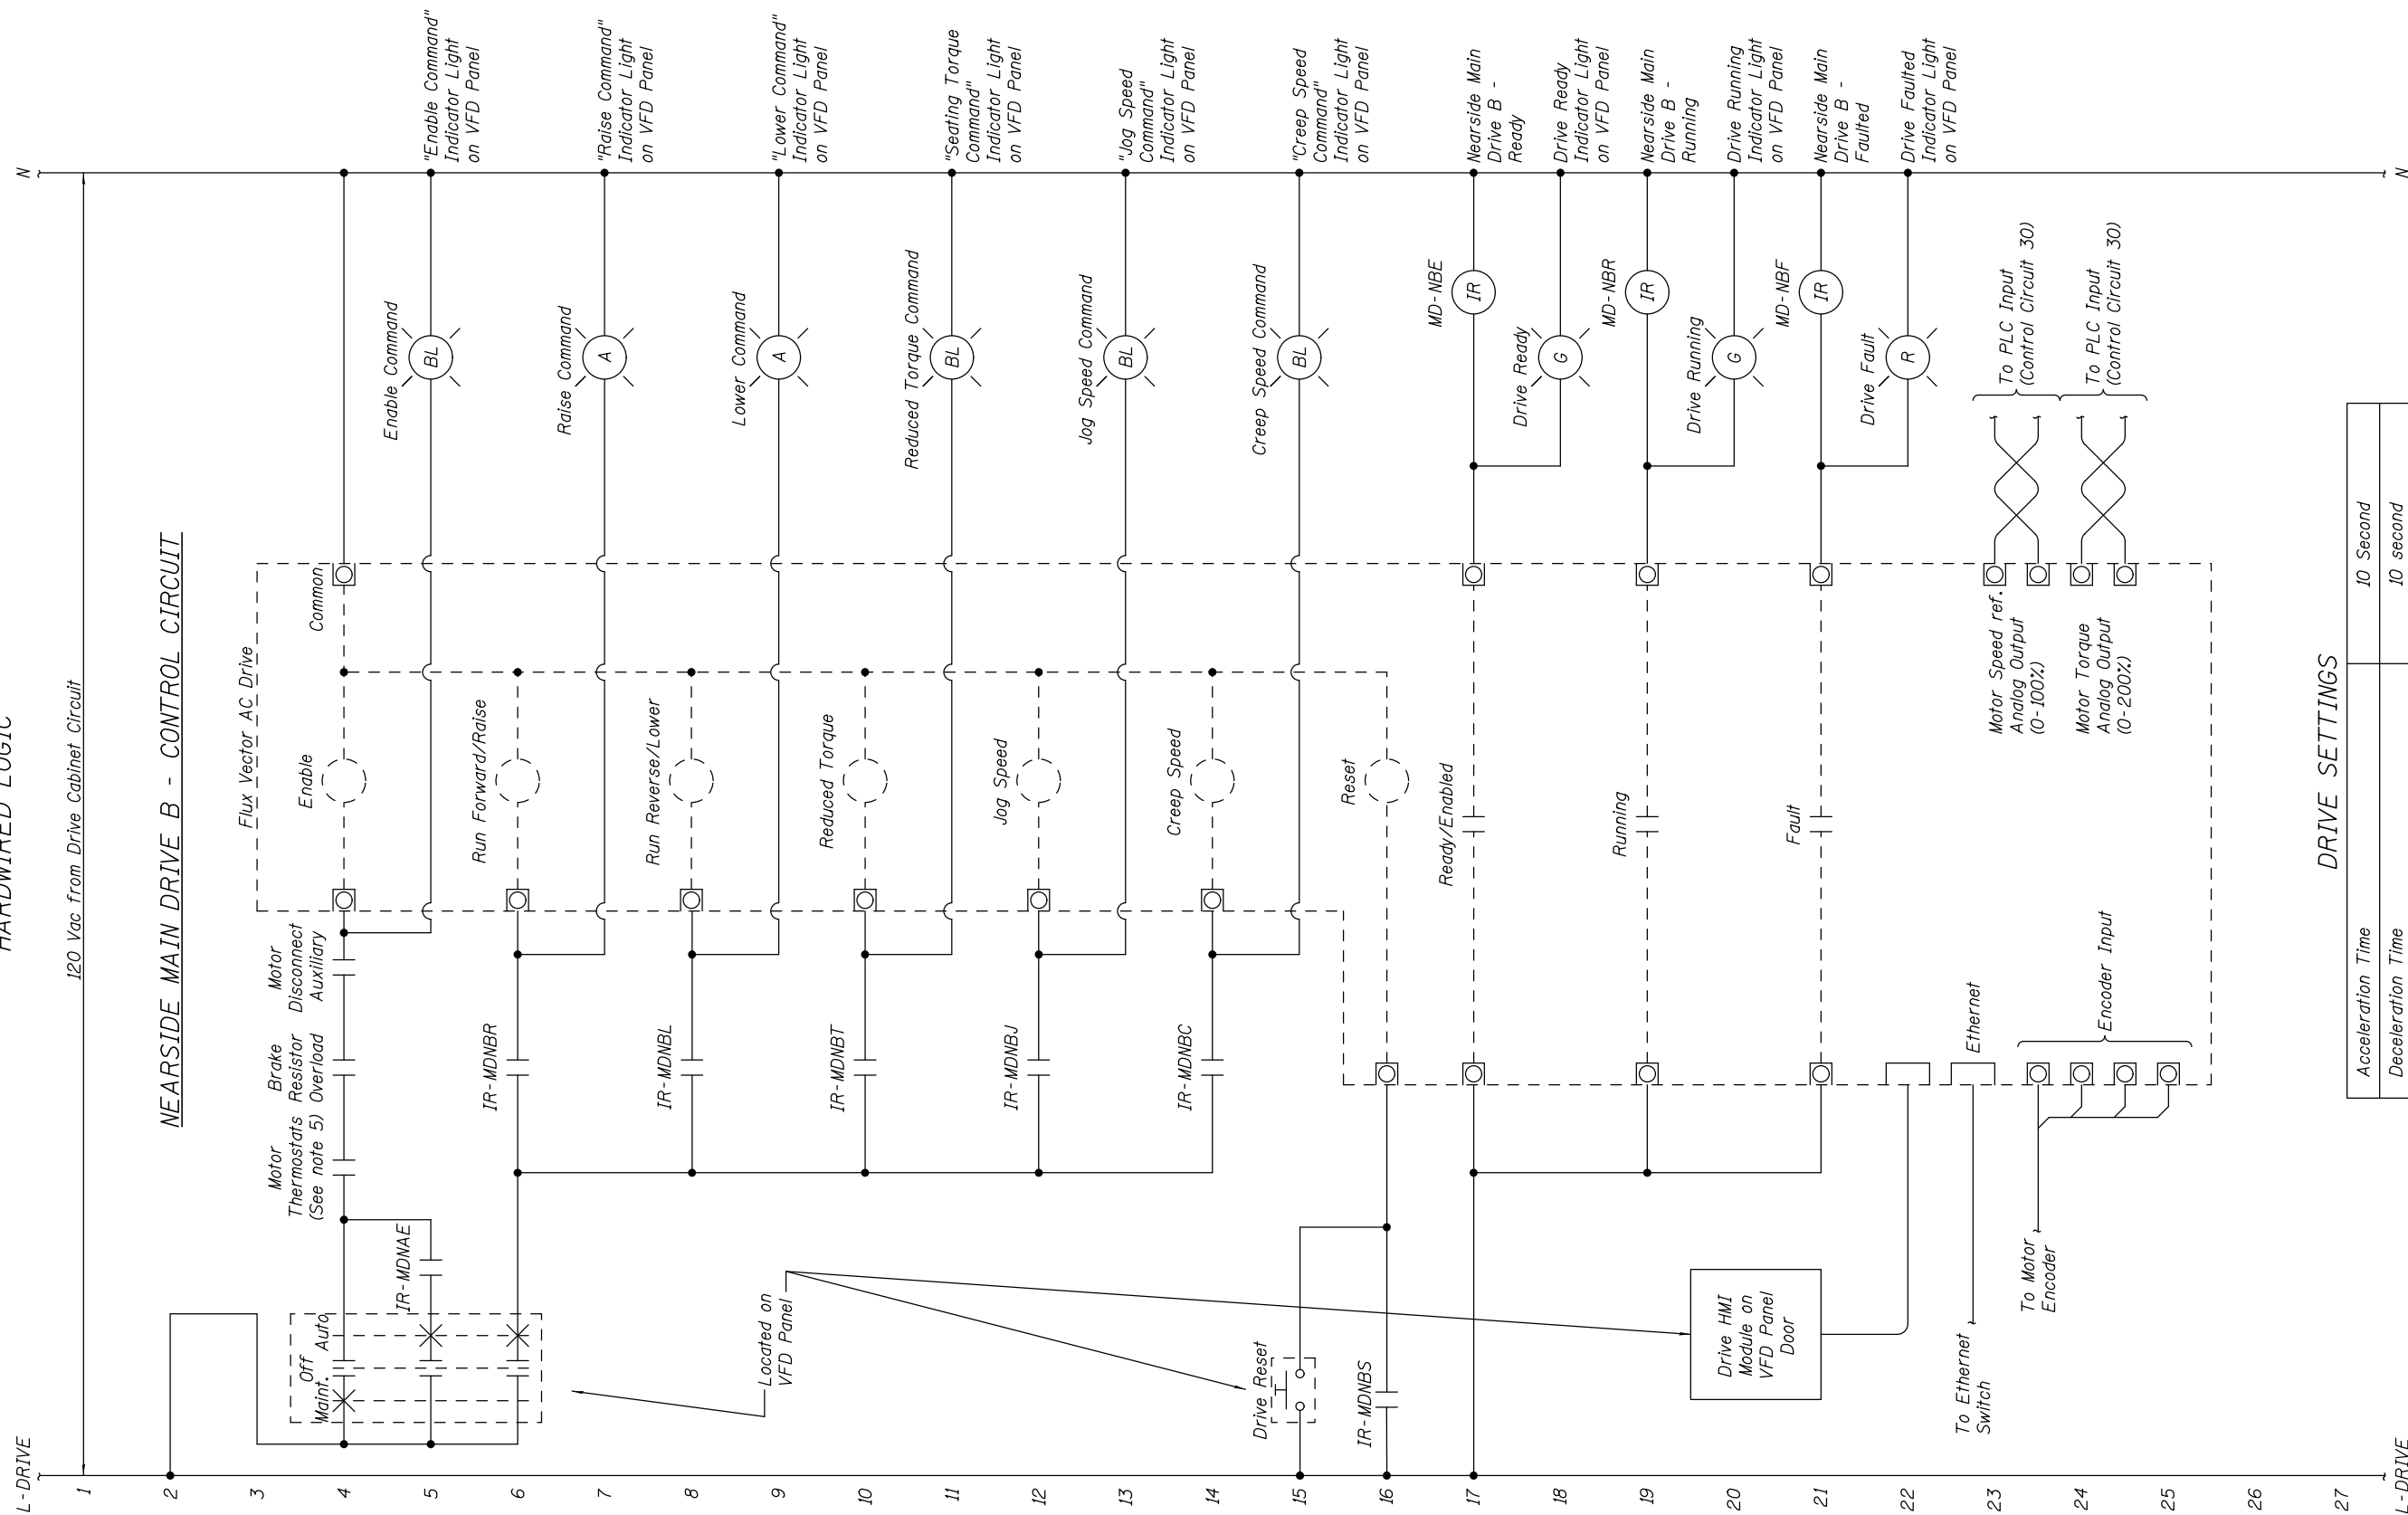 HARDWIRED LOGIC
L-DRIVE
N
1
120 Vac from Drive Cabinet Circuit
2
NEARSIDE MAIN DRIVE B - CONTROL CIRCUIT
3
Flux Vector AC Drive
4
Maint.
Off
Auto
Motor
Thermostats
(See note 5)
Brake
Resistor
Overload
Motor
Disconnect
Auxiliary
Enable
Common
5
IR-MDNAE
Enable Command
BL
"Enable Command"
Indicator Light
on VFD Panel
6
IR-MDNBR
Run Forward/Raise
7
Raise Command
A
"Raise Command"
Indicator Light
on VFD Panel
8
IR-MDNBL
Run Reverse/Lower
9
Lower Command
A
"Lower Command"
Indicator Light
on VFD Panel
Located on
VFD Panel
10
IR-MDNBT
Reduced Torque
11
Reduced Torque Command
BL
"Seating Torque
Command"
Indicator Light
on VFD Panel
12
IR-MDNBJ
Jog Speed
13
Jog Speed Command
BL
"Jog Speed
Command"
Indicator Light
on VFD Panel
14
IR-MDNBC
Creep Speed
15
Drive Reset
Creep Speed Command
BL
"Creep Speed
Command"
Indicator Light
on VFD Panel
16
IR-MDNBS
Reset
17
Ready/Enabled
MD-NBE
IR
Nearside Main
Drive B -
Ready
18
Drive Ready
G
Drive Ready
Indicator Light
on VFD Panel
19
Running
MD-NBR
IR
Nearside Main
Drive B -
Running
20
Drive Running
G
Drive Running
Indicator Light
on VFD Panel
21
Fault
MD-NBF
IR
Nearside Main
Drive B -
Faulted
22
Drive HMI
Module on
VFD Panel
Door
Drive Fault
R
Drive Faulted
Indicator Light
on VFD Panel
23
To Ethernet
Switch
Ethernet
Motor Speed ref.
Analog Output
(0-100%)
To PLC Input
(Control Circuit 30)
24
To Motor
Encoder
Encoder Input
Motor Torque
Analog Output
(0-200%)
To PLC Input
(Control Circuit 30)
25
26
27
L-DRIVE
N
DRIVE SETTINGS
Acceleration Time
10 Second
Deceleration Time
10 second